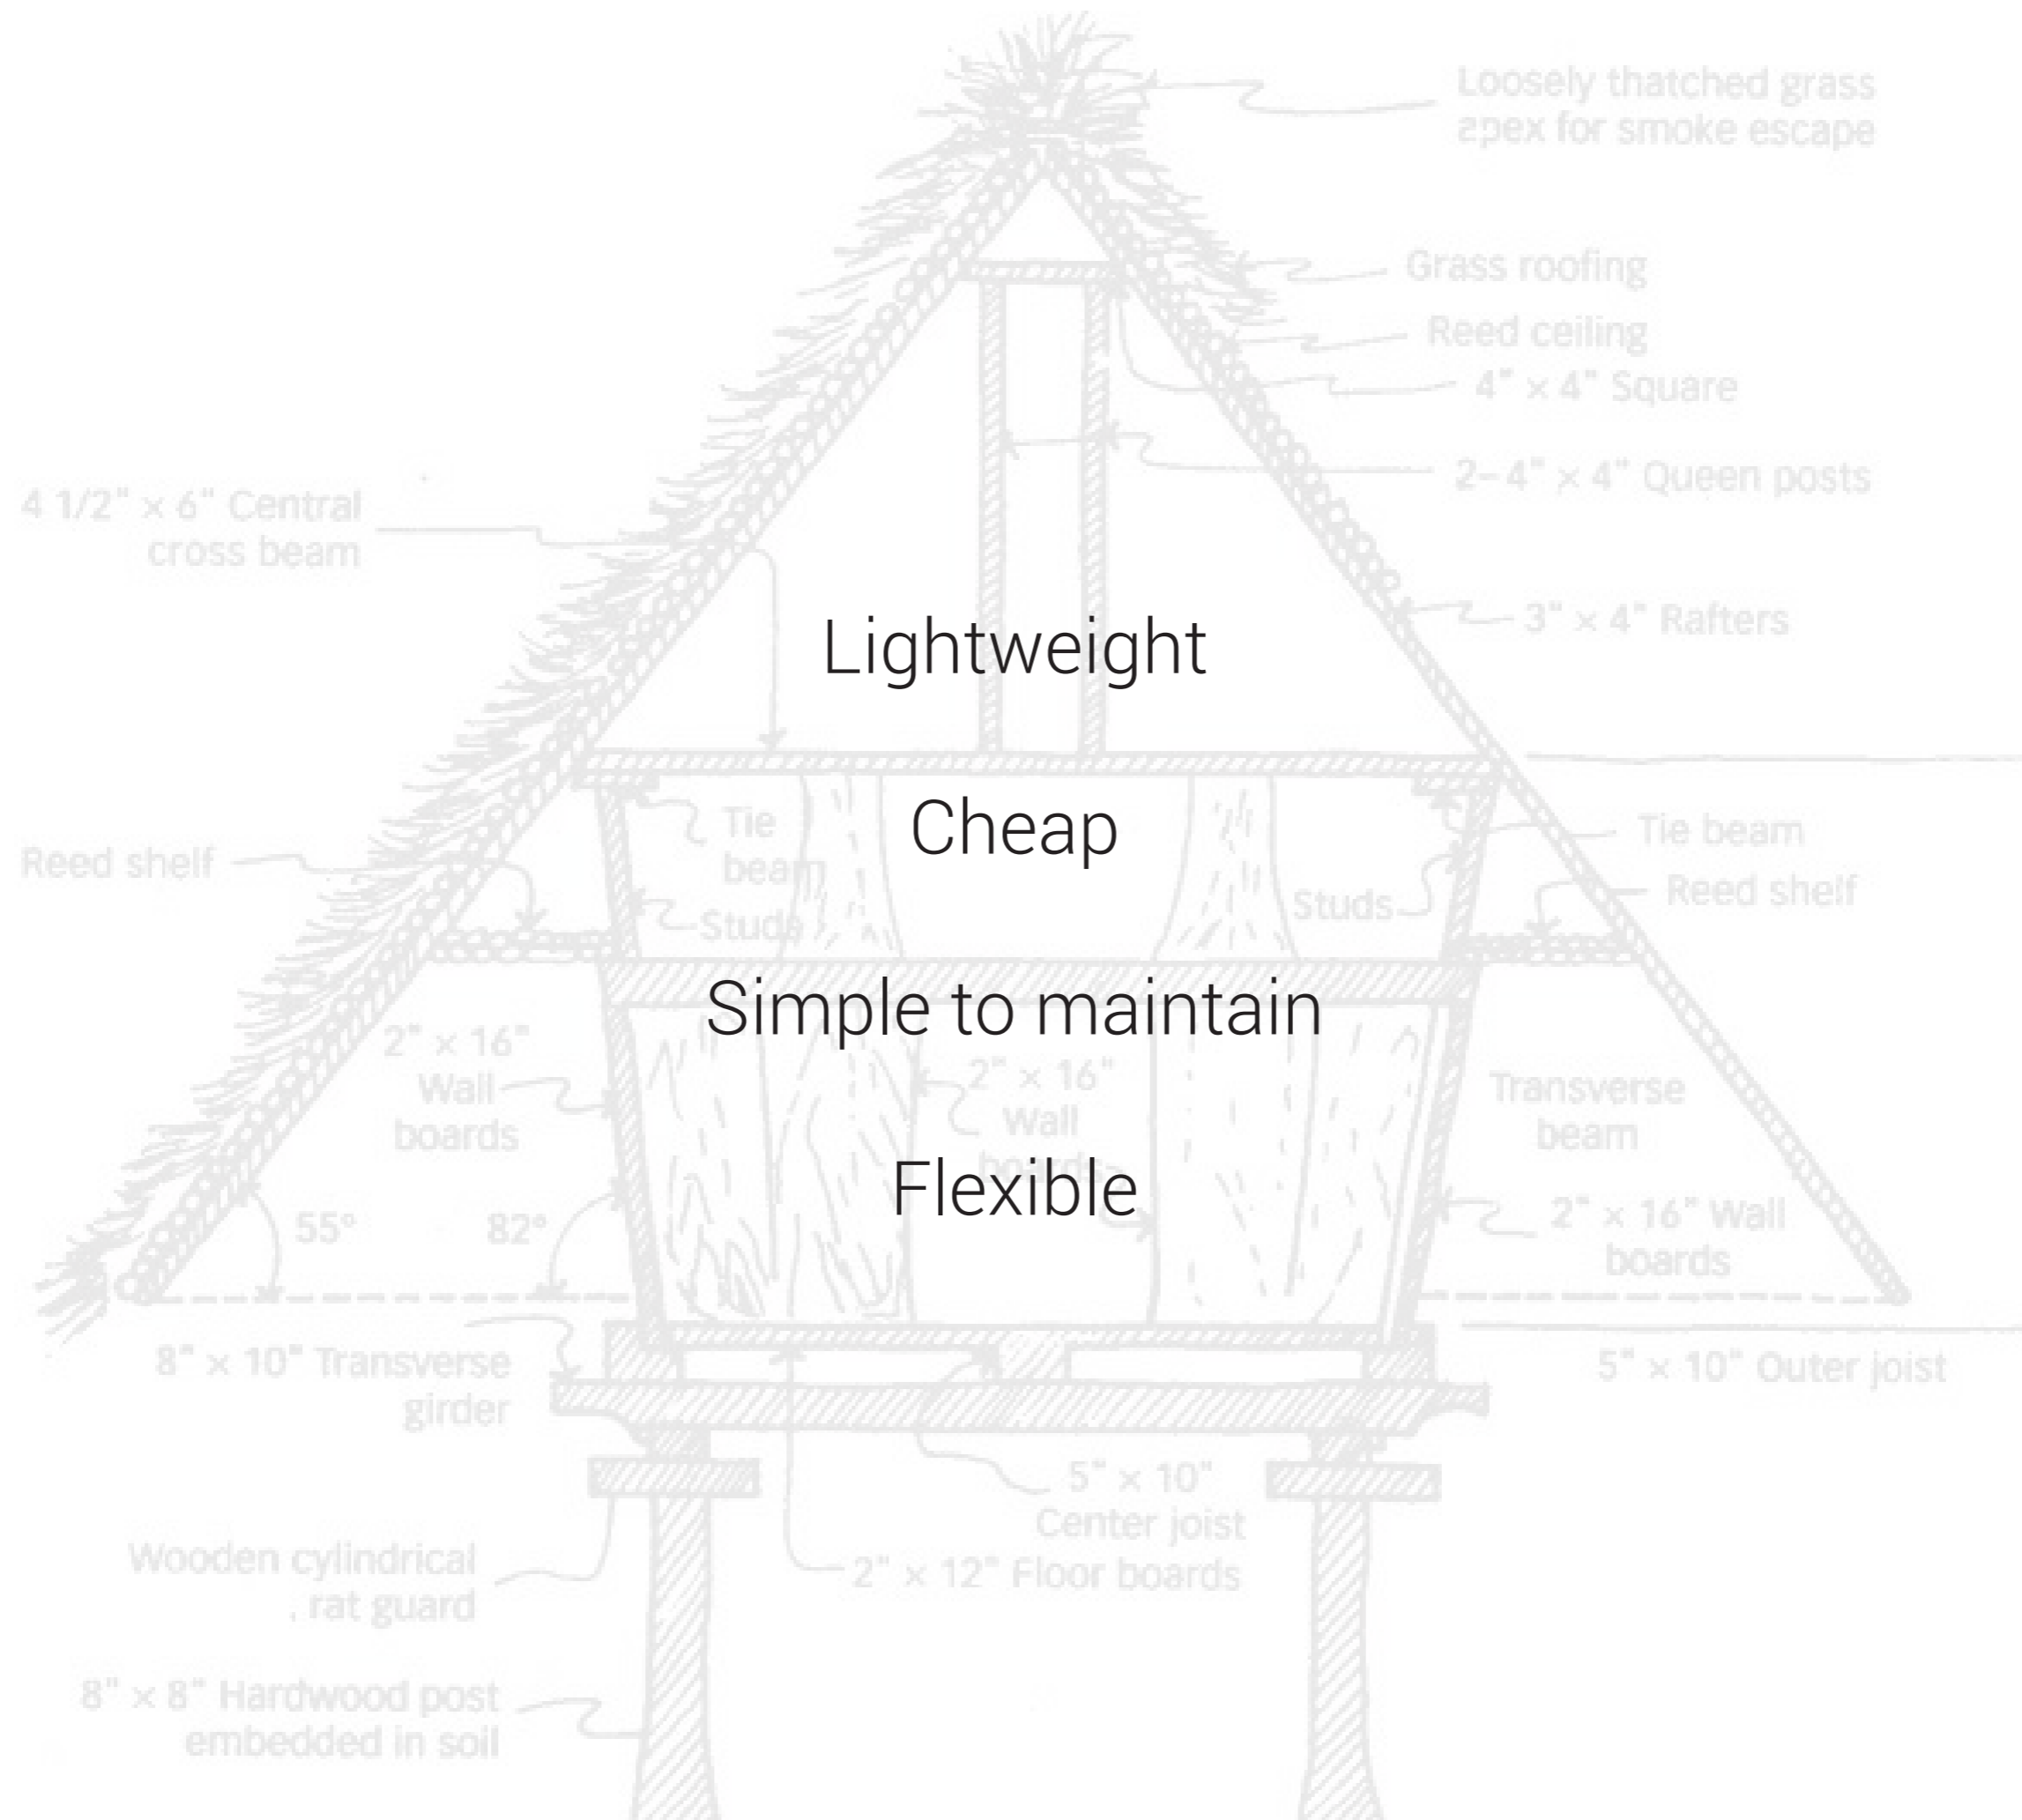 Loosely thatched grass
apex for smoke escape
Grass roofing
Reed ceiling
4" × 4" Square
2–4" × 4" Queen posts
4 1/2" × 6" Central
cross beam
3" × 4" Rafters
Lightweight
Cheap
Tie
beam
Tie beam
Reed shelf
Reed shelf
Studs
Studs
Simple to maintain
2" × 16"
Wall
boards
2" × 16"
Wall
boards
Transverse
beam
Flexible
55°
82°
2" × 16" Wall
boards
8" × 10" Transverse
girder
5" × 10" Outer joist
5" × 10"
Center joist
2" × 12" Floor boards
Wooden cylindrical
rat guard
8" × 8" Hardwood post
embedded in soil